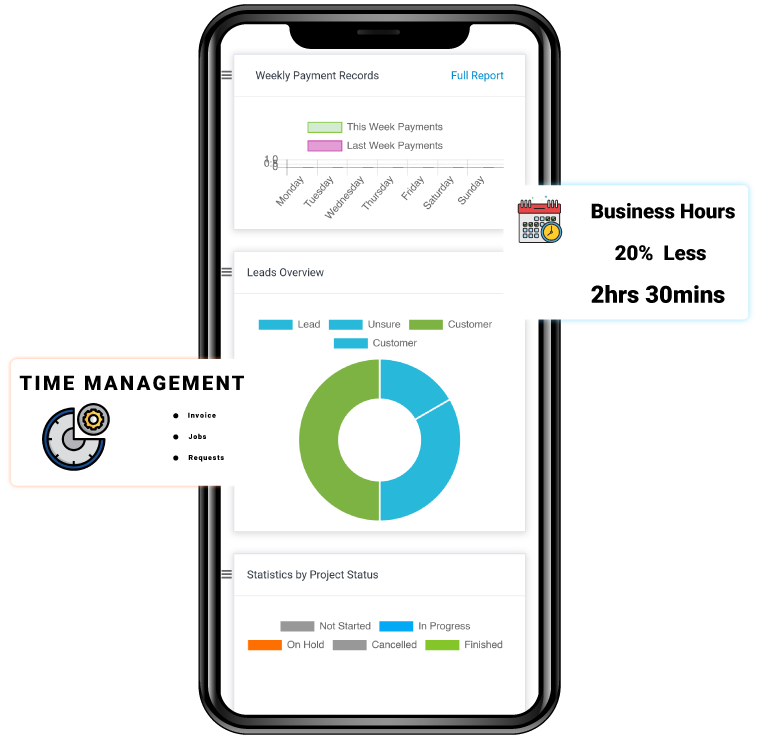 Weekly Payment Records Full Report
This Week Payments
Last Week Payments
1.0
0.5
0
Monday Tuesday Wednesday Thursday Friday Saturday Sunday
Business Hours
20% Less
2hrs 30mins
Leads Overview
Lead Unsure Customer
Customer
TIME MANAGEMENT
Invoice
Jobs
Requests
Statistics by Project Status
Not Started In Progress
On Hold Cancelled Finished